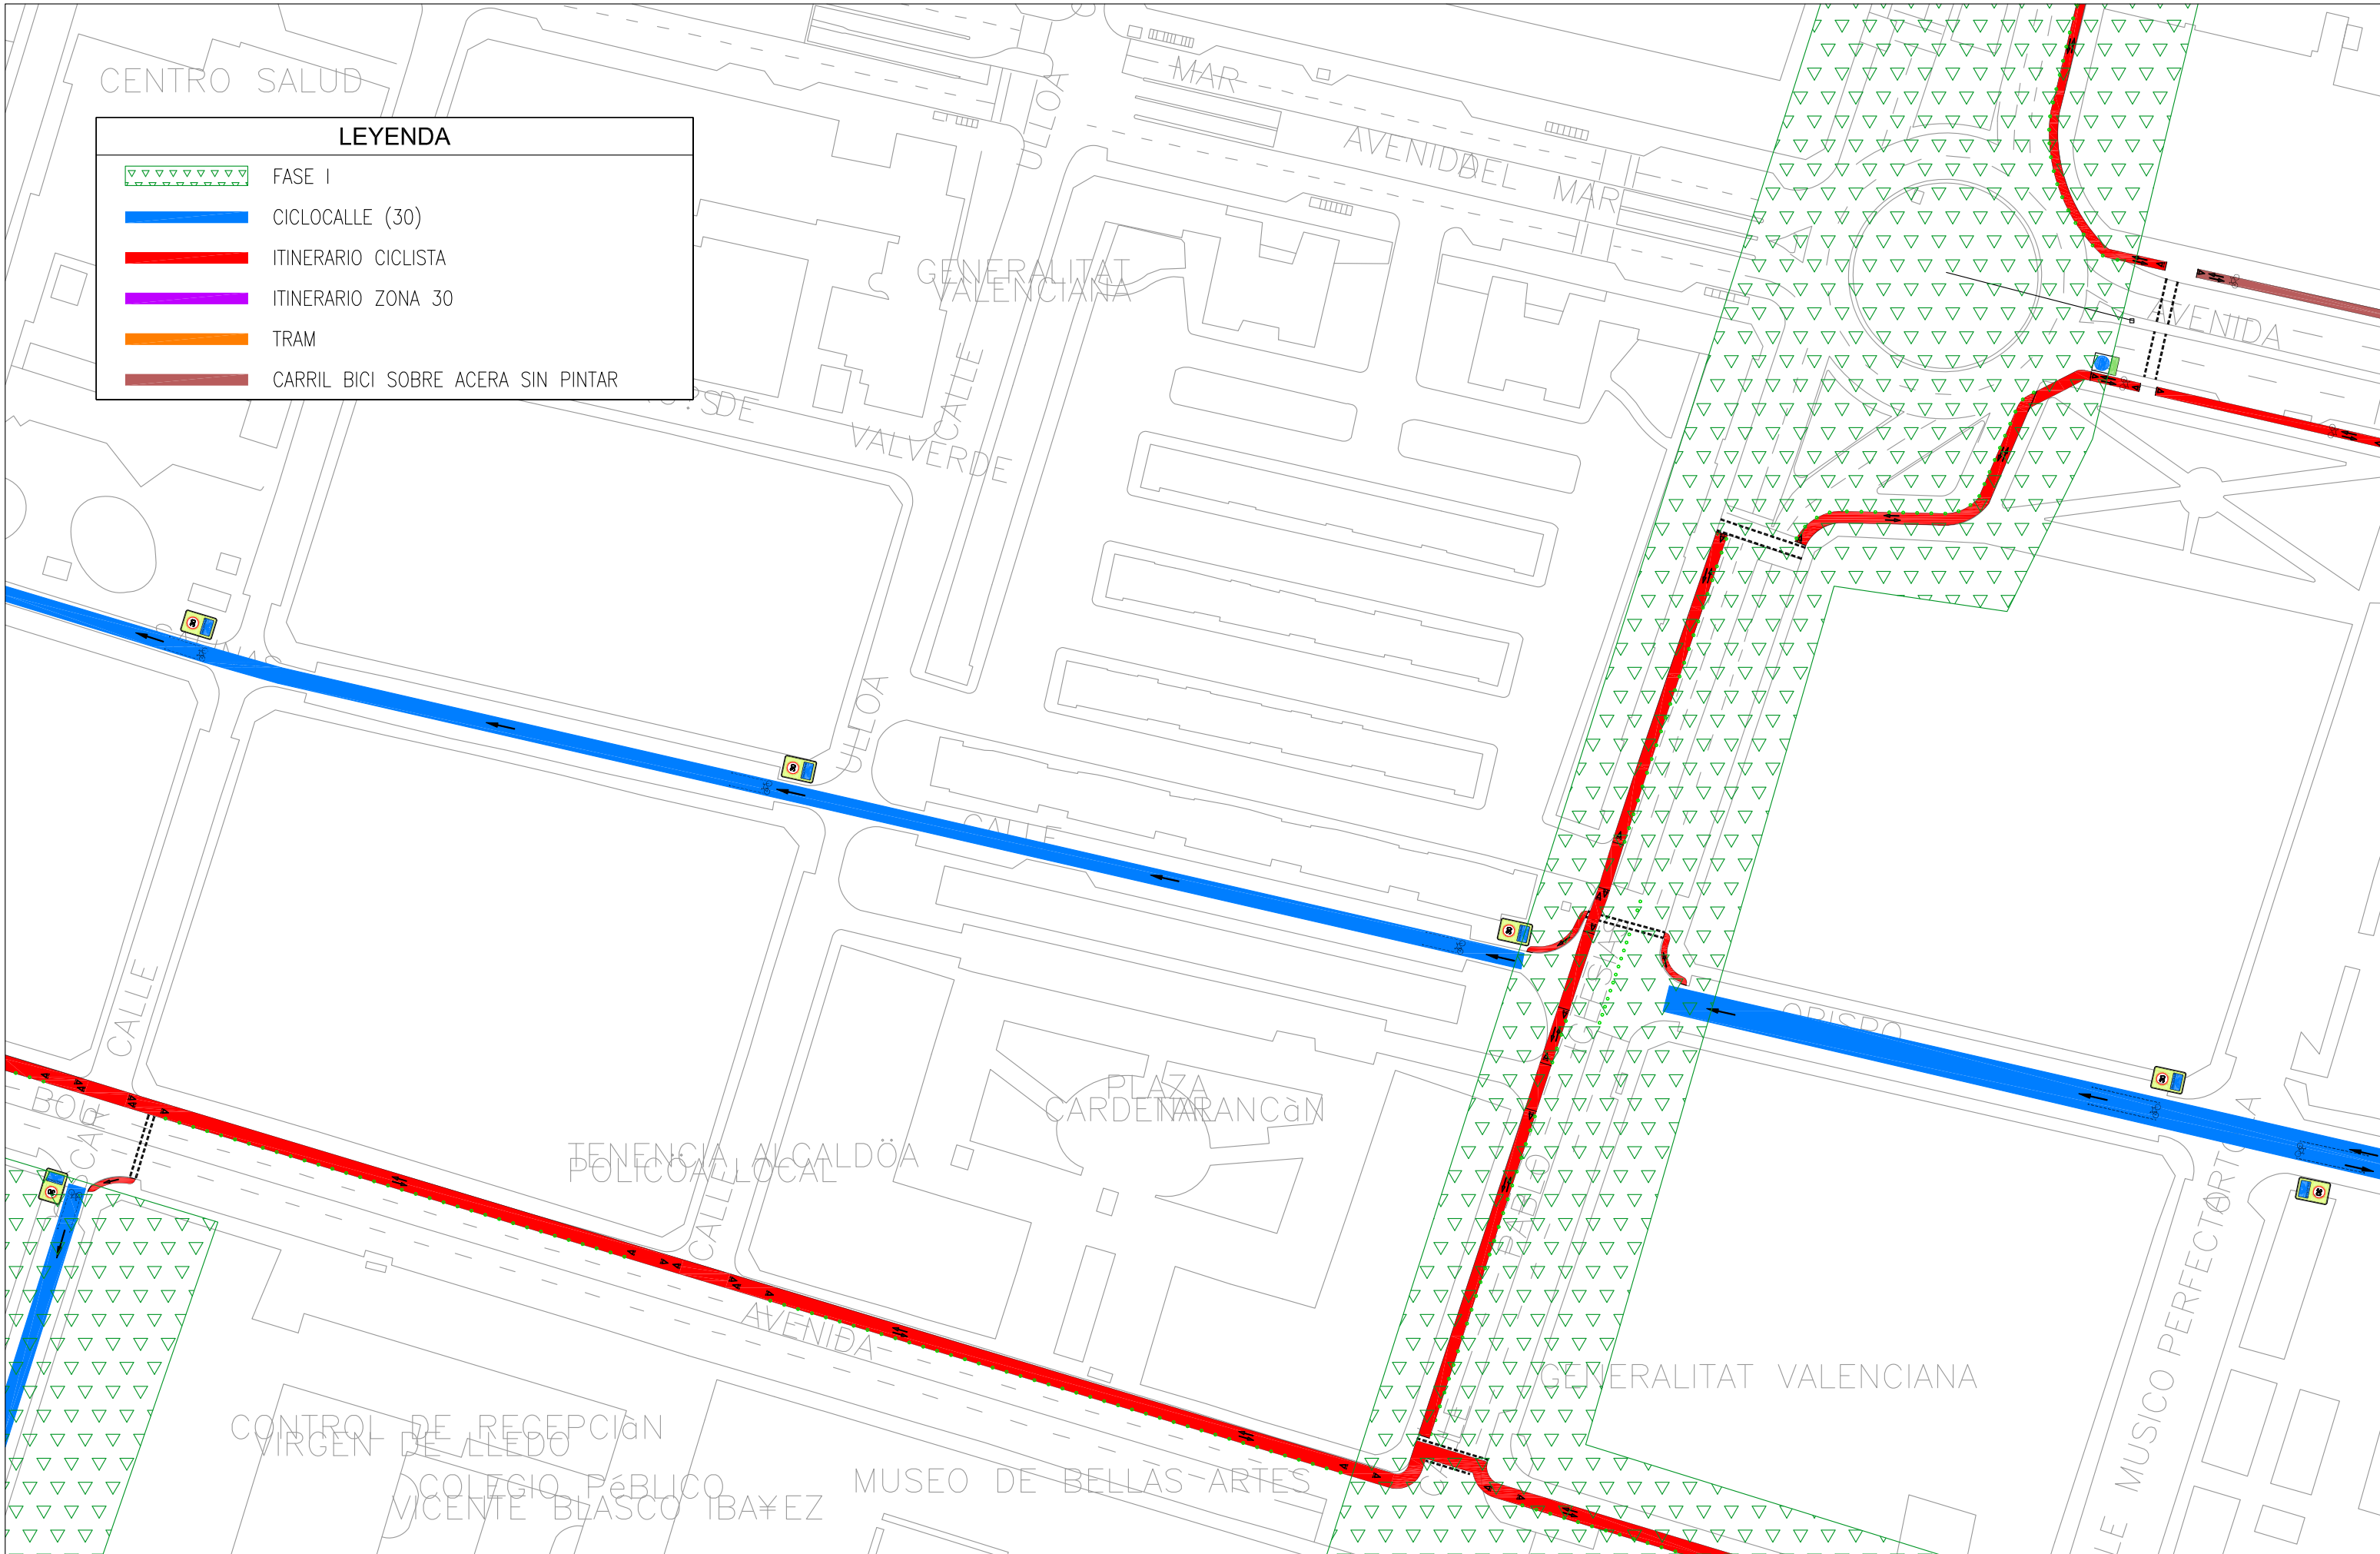 CENTRO SALUD
LEYENDA
FASE I
CICLOCALLE (30)
ITINERARIO CICLISTA
ITINERARIO ZONA 30
TRAM
CARRIL BICI SOBRE ACERA SIN PINTAR
MAR
AVENIDA
DEL MAR
ULLOA
GENERALITAT
VALENCIANA
AVENIDA
CALLE
VALVERDE
ULLOA
CALLE
OBISPO
CALLE
PLAZA
CARDENAL
TARANCàN
TENENCIA ALCALDÖA
POLICÖA LOCAL
CALLE
PABLO
AVENIDA
GENERALITAT VALENCIANA
CALLE MUSICO PERFECTO
CONTROL DE RECEPCIàN
VIRGEN DE LLEDO
COLEGIO PéBLICO
VICENTE BLASCO IBA¥EZ
MUSEO DE BELLAS ARTES